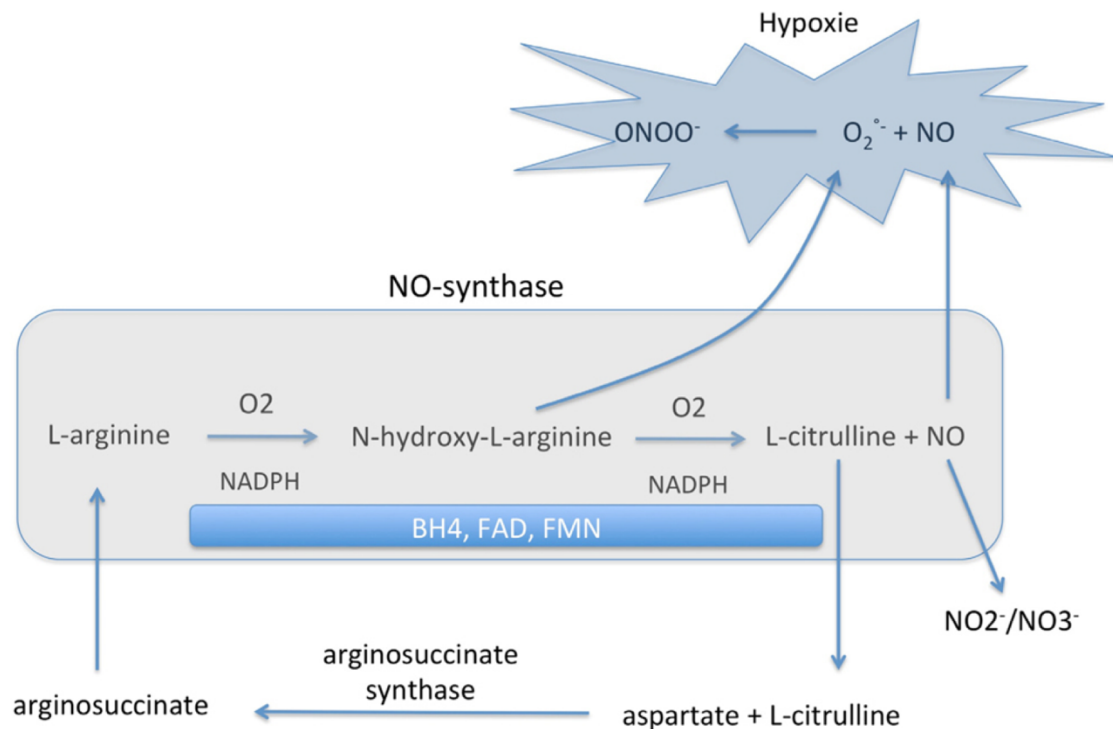 Hypoxie
ONOO⁻
O₂°⁻ + NO
NO-synthase
O2
O2
L-arginine
N-hydroxy-L-arginine
L-citrulline + NO
NADPH
NADPH
BH4, FAD, FMN
NO2⁻/NO3⁻
arginosuccinate
synthase
arginosuccinate
aspartate + L-citrulline